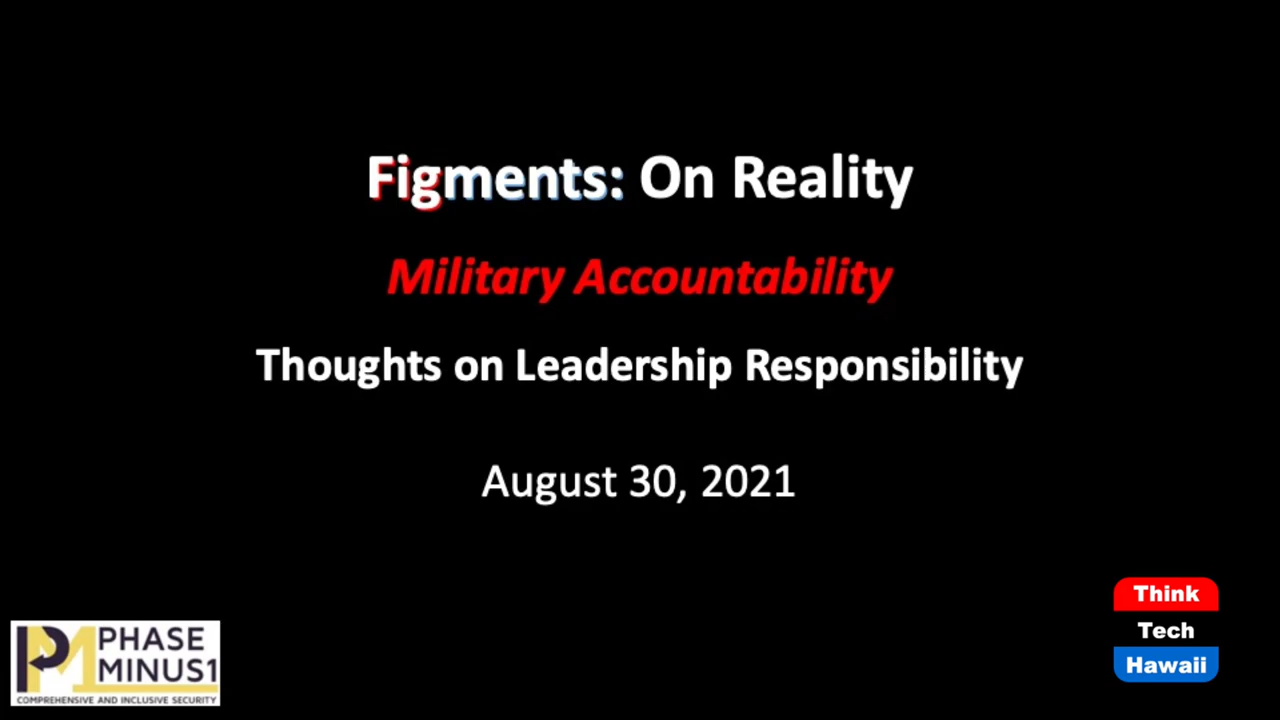 Figments: On Reality
Military Accountability
Thoughts on Leadership Responsibility
August 30, 2021
PHASE
MINUS1
COMPREHENSIVE AND INCLUSIVE SECURITY
Think
Tech
Hawaii